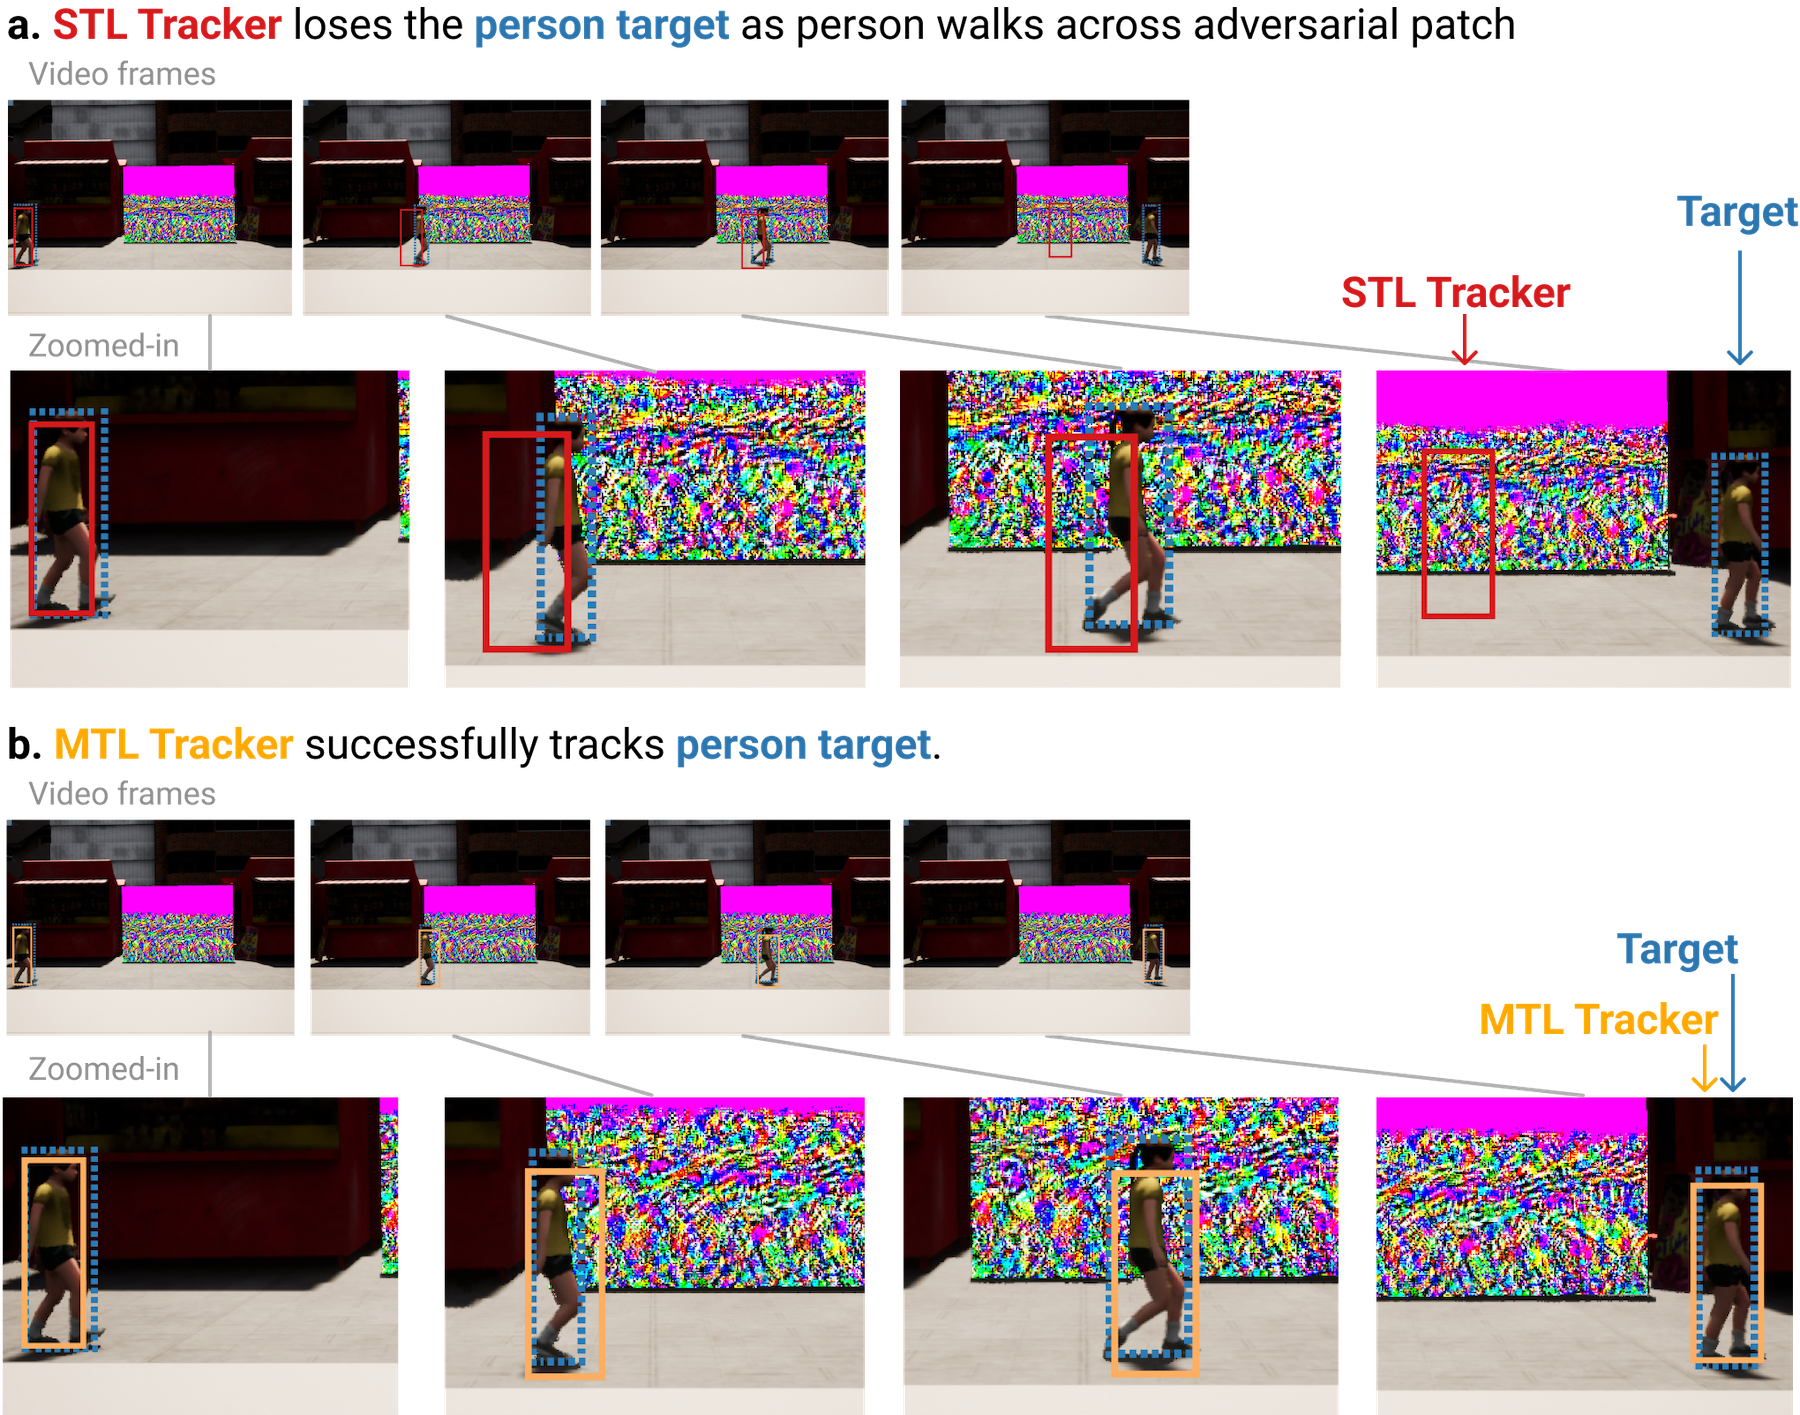 a. STL Tracker loses the person target as person walks across adversarial patch
Video frames
Target
STL Tracker
Zoomed-in
b. MTL Tracker successfully tracks person target.
Video frames
Target
MTL Tracker
Zoomed-in